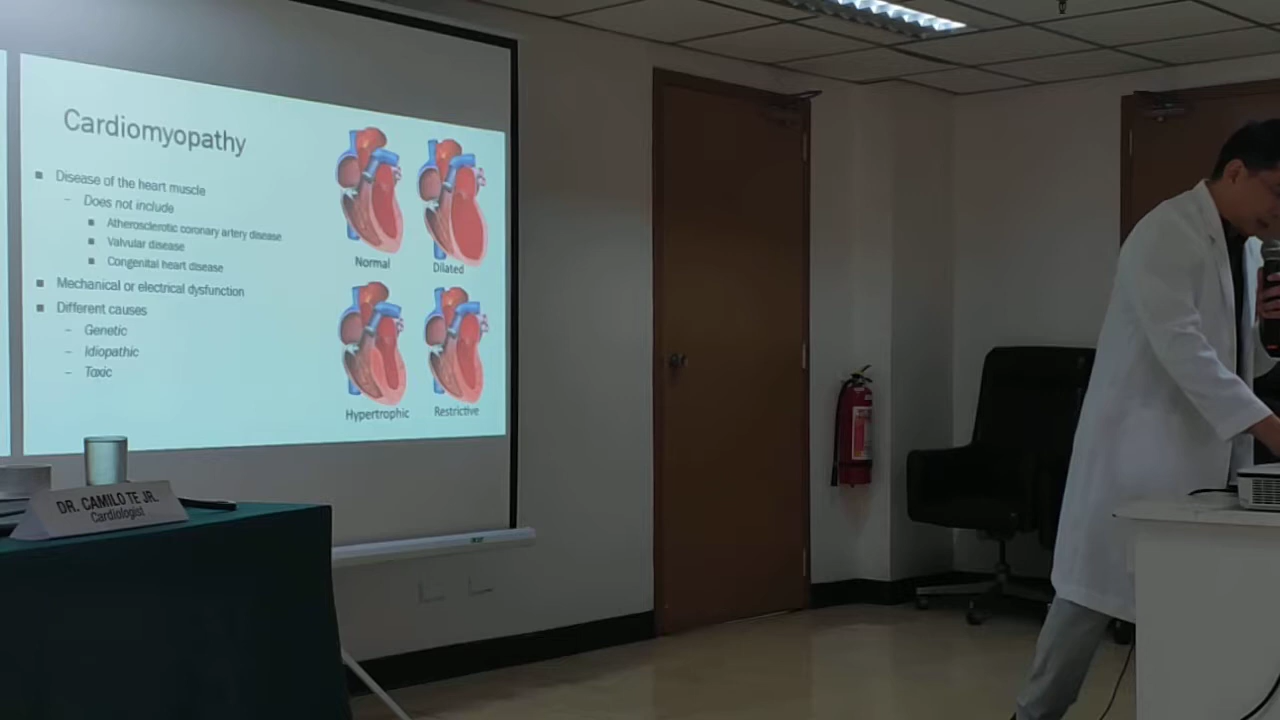 Cardiomyopathy
■ Disease of the heart muscle
– Does not include
■ Atherosclerotic coronary artery disease
■ Valvular disease
■ Congenital heart disease
■ Mechanical or electrical dysfunction
■ Different causes
– Genetic
– Idiopathic
– Toxic
Normal
Dilated
Hypertrophic
Restrictive
DR. CAMILO TE JR.
Cardiologist